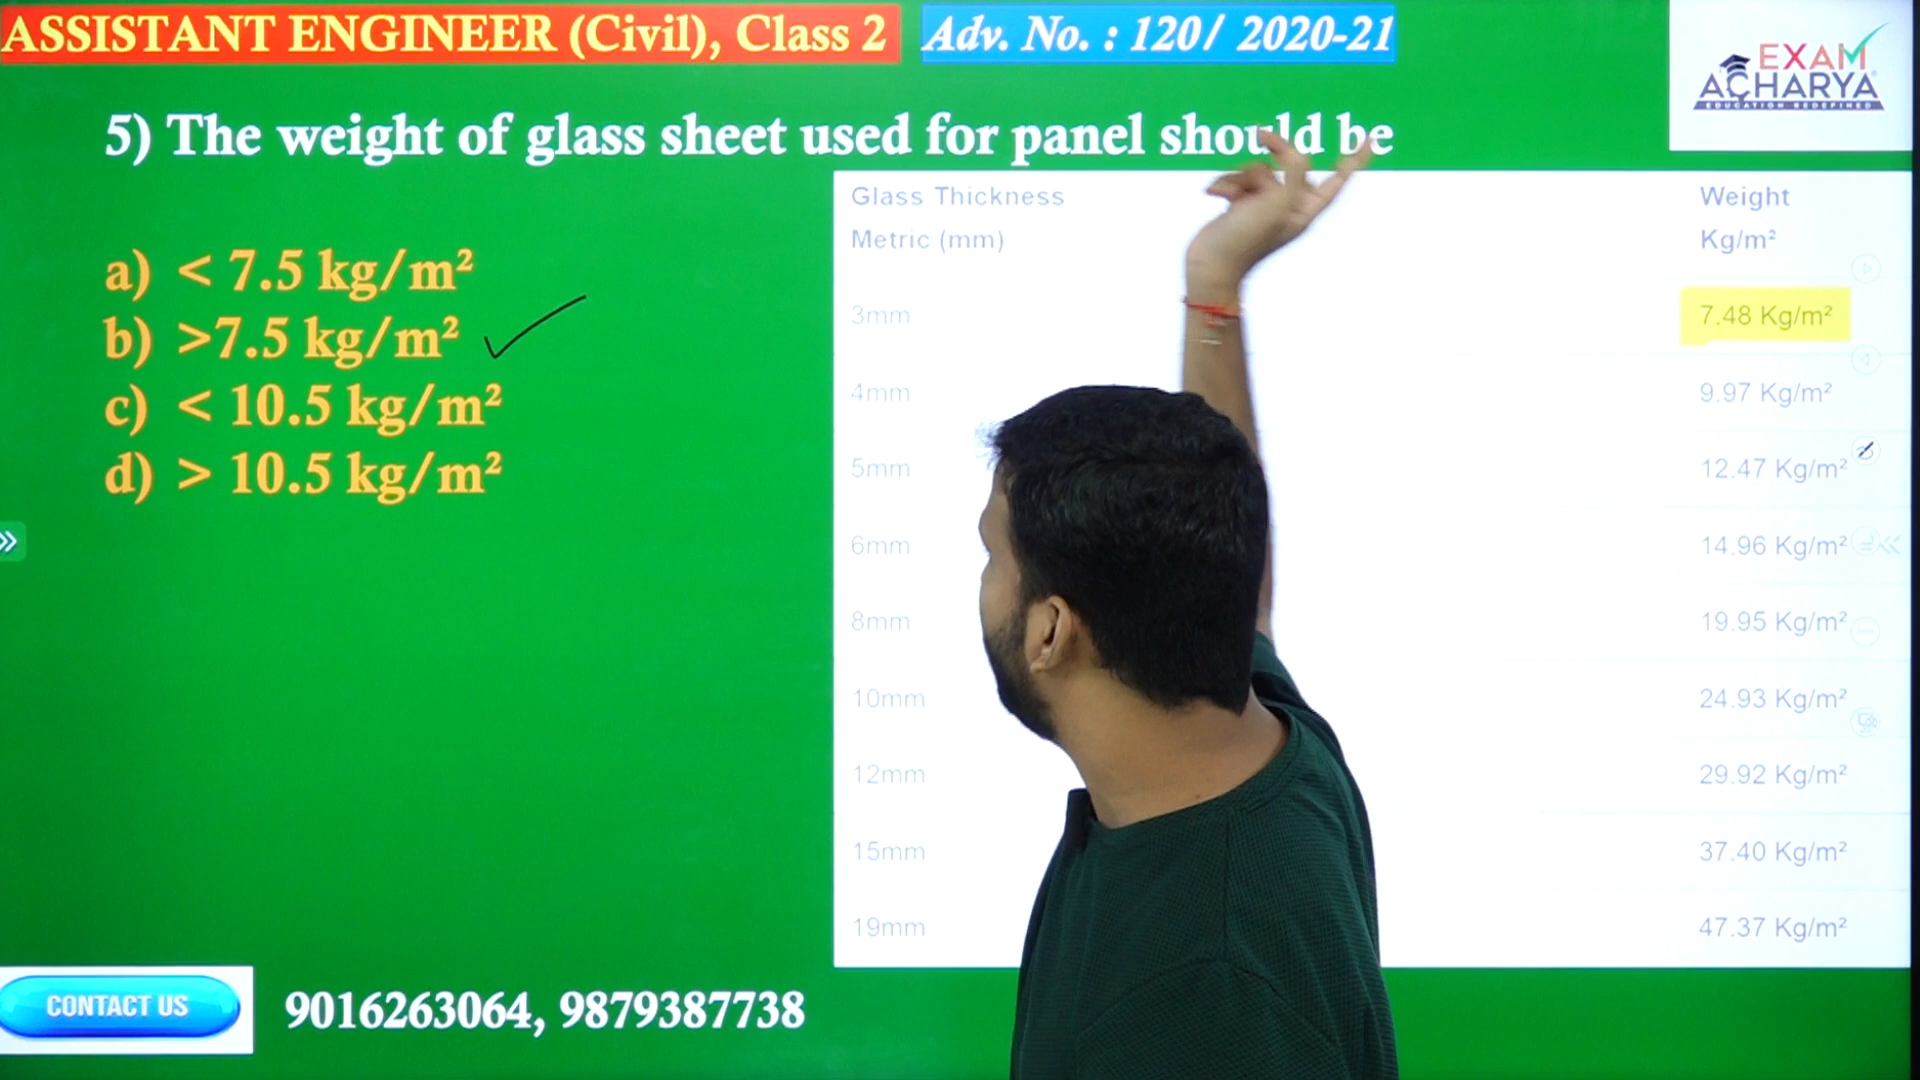 ASSISTANT ENGINEER (Civil), Class 2
Adv. No. : 120/ 2020-21
EXAM
ACHARYA
EDUCATION REDEFINED
5) The weight of glass sheet used for panel should be
a) < 7.5 kg/m²
b) >7.5 kg/m²
c) < 10.5 kg/m²
d) > 10.5 kg/m²
Glass Thickness Weight
Metric (mm) Kg/m²
3mm 7.48 Kg/m²
4mm 9.97 Kg/m²
5mm 12.47 Kg/m²
6mm 14.96 Kg/m²
8mm 19.95 Kg/m²
10mm 24.93 Kg/m²
12mm 29.92 Kg/m²
15mm 37.40 Kg/m²
19mm 47.37 Kg/m²
CONTACT US
9016263064, 9879387738